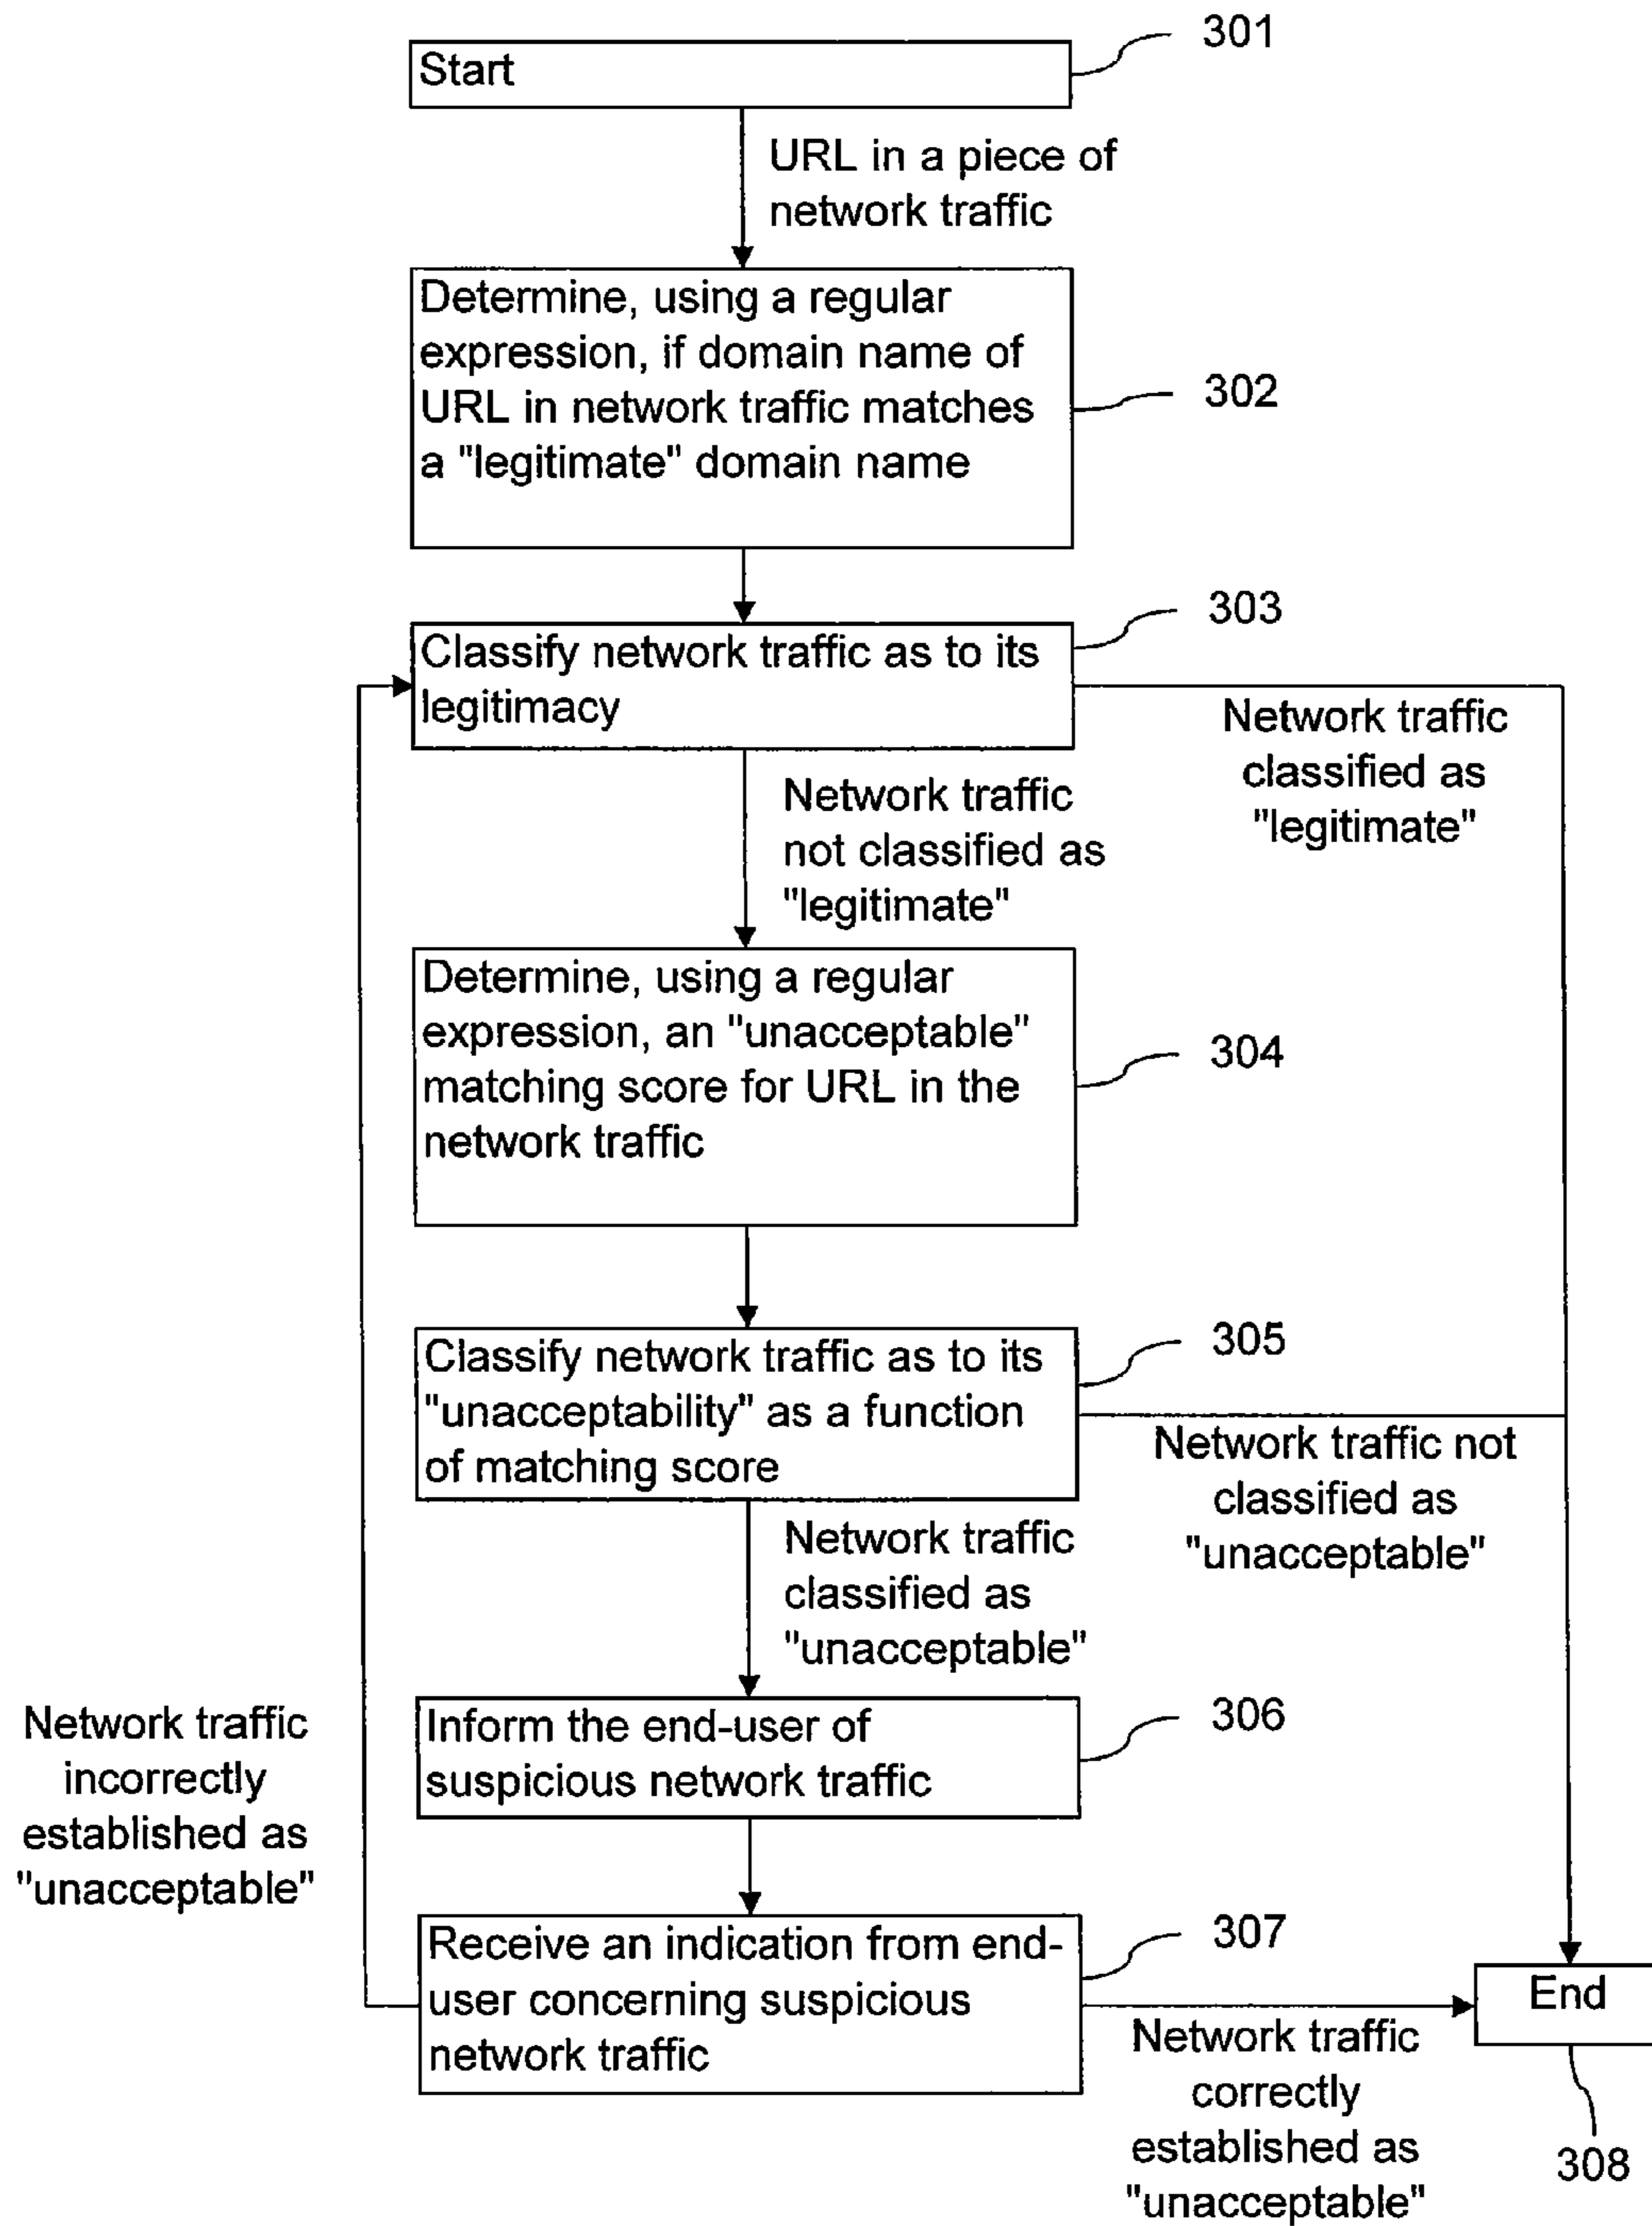 Start
301
URL in a piece of
network traffic
Determine, using a regular
expression, if domain name of
URL in network traffic matches
a "legitimate" domain name
302
Classify network traffic as to its
legitimacy
303
Network traffic
classified as
"legitimate"
Network traffic
not classified as
"legitimate"
Determine, using a regular
expression, an "unacceptable"
matching score for URL in the
network traffic
304
Classify network traffic as to its
"unacceptability" as a function
of matching score
305
Network traffic not
classified as
"unacceptable"
Network traffic
classified as
"unacceptable"
Inform the end-user of
suspicious network traffic
306
Network traffic
incorrectly
established as
"unacceptable"
Receive an indication from end-
user concerning suspicious
network traffic
307
Network traffic
correctly
established as
"unacceptable"
End
308